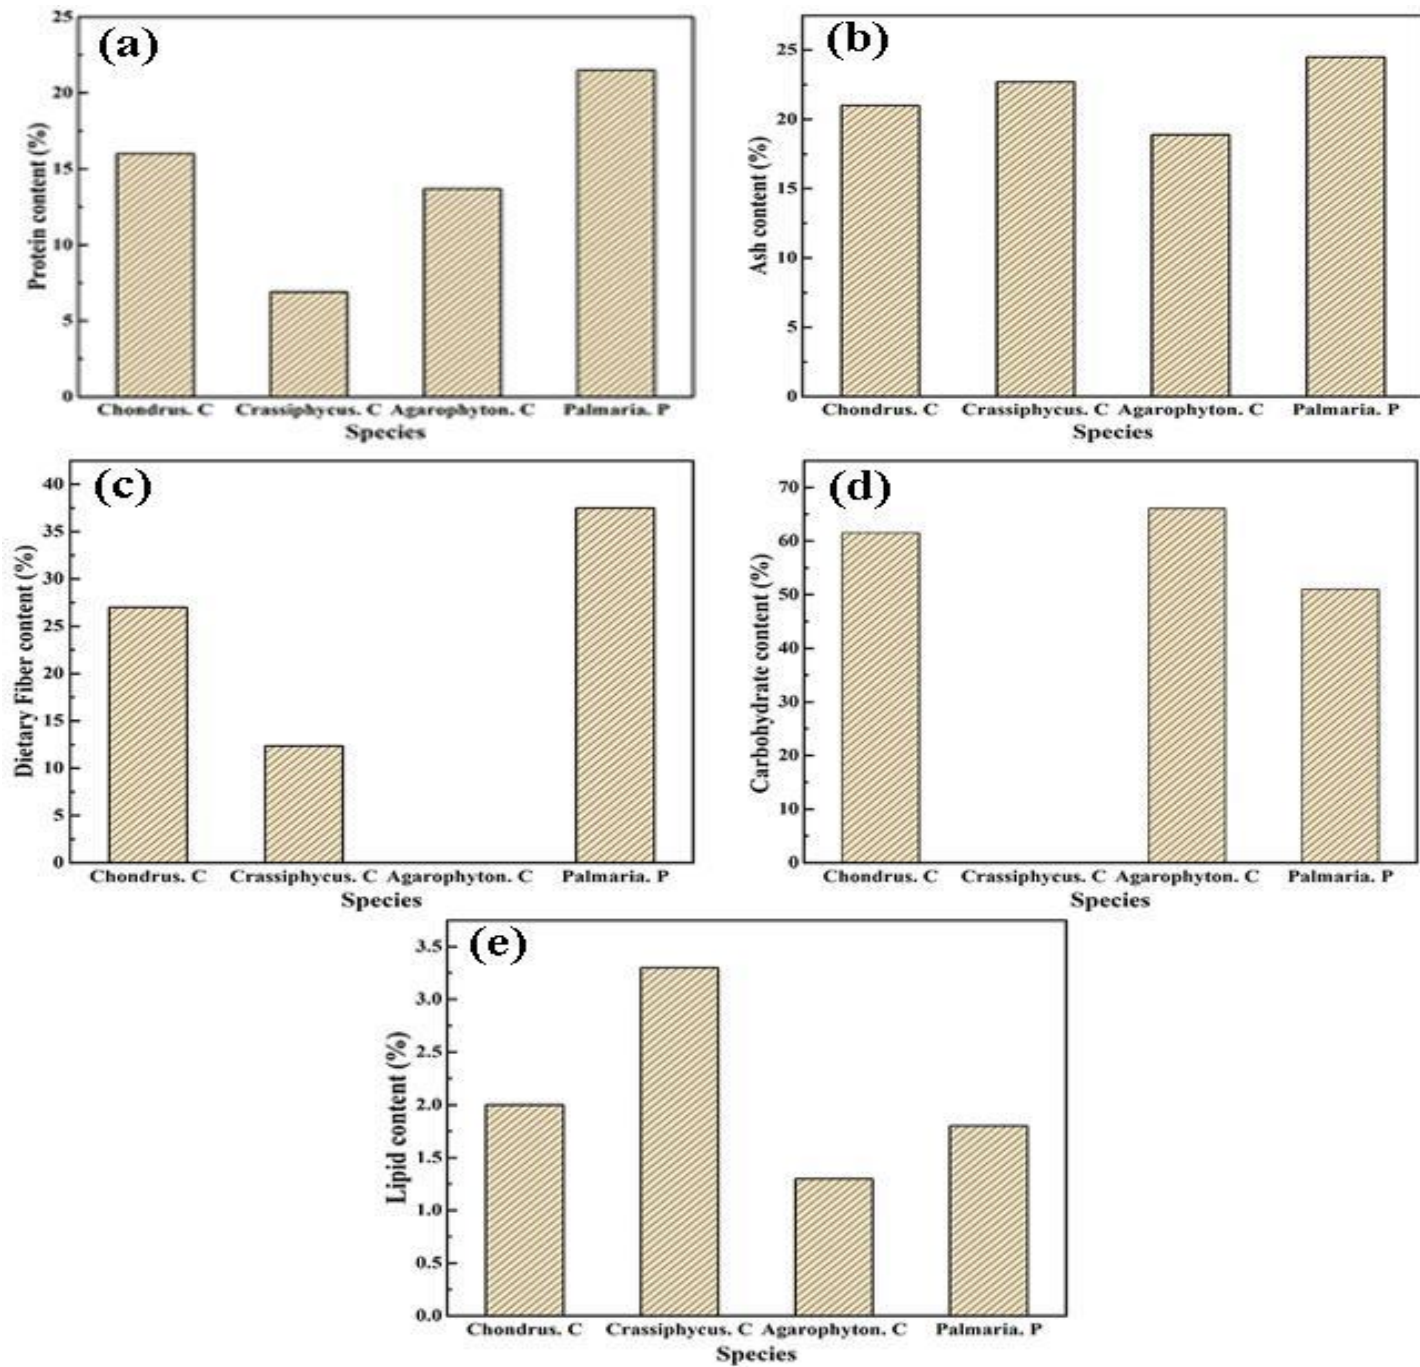 (a)
Protein content (%)
25
20
15
10
5
0
Chondrus. C Crassiphycus. C Agarophyton. C Palmaria. P
Species
(b)
Ash content (%)
25
20
15
10
5
0
Chondrus. C Crassiphycus. C Agarophyton. C Palmaria. P
Species
(c)
Dietary Fiber content (%)
40
35
30
25
20
15
10
5
0
Chondrus. C Crassiphycus. C Agarophyton. C Palmaria. P
Species
(d)
Carbohydrate content (%)
70
60
50
40
30
20
10
0
Chondrus. C Crassiphycus. C Agarophyton. C Palmaria. P
Species
(e)
Lipid content (%)
3.5
3.0
2.5
2.0
1.5
1.0
0.5
0.0
Chondrus. C Crassiphycus. C Agarophyton. C Palmaria. P
Species